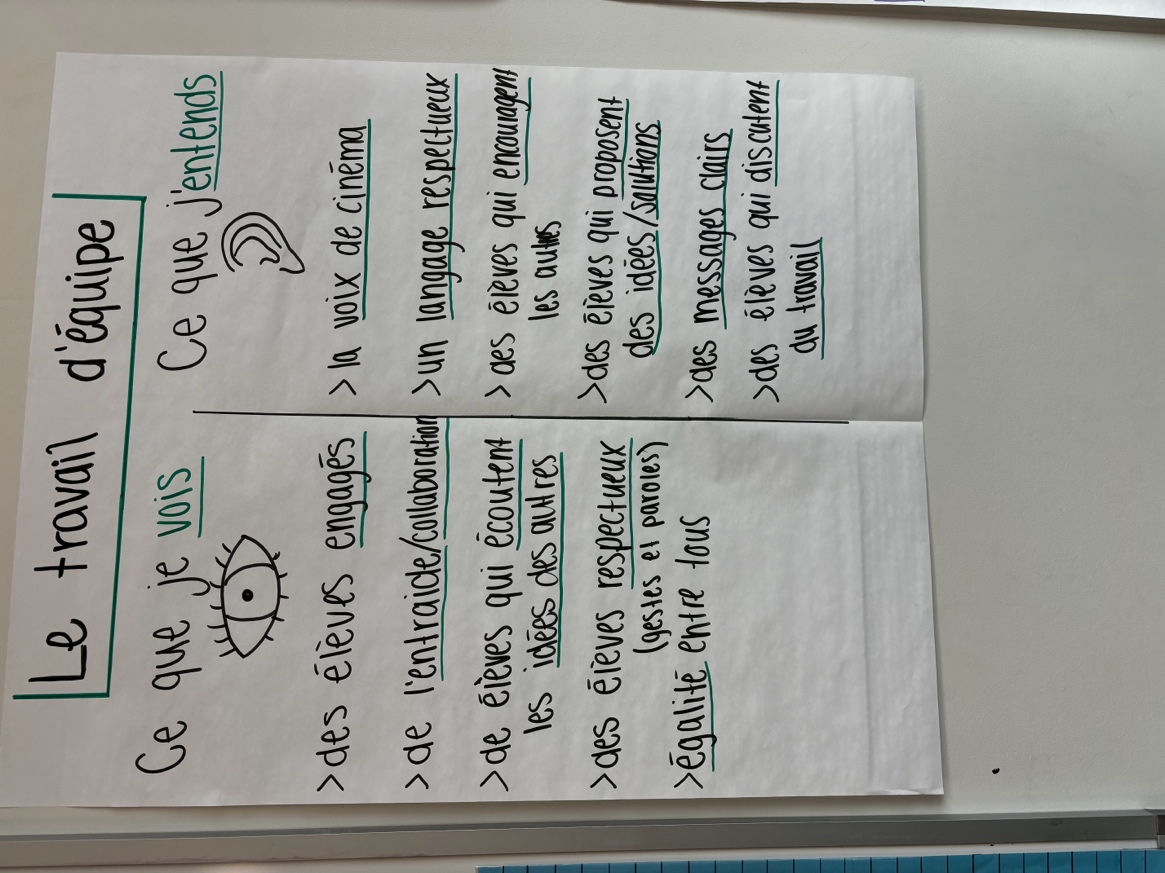 Le travail d'équipe
Ce que je vois
> des élèves engagés
> de l'entraide/collaboration
> de élèves qui écoutent
les idées des autres
> des élèves respectueux
(gestes et paroles)
> égalité entre tous
Ce que j'entends
> la voix de cinéma
> un langage respectueux
> des élèves qui encouragent
les autres
> des élèves qui proposent
des idées/solutions
> des messages clairs
> des élèves qui discutent
du travail